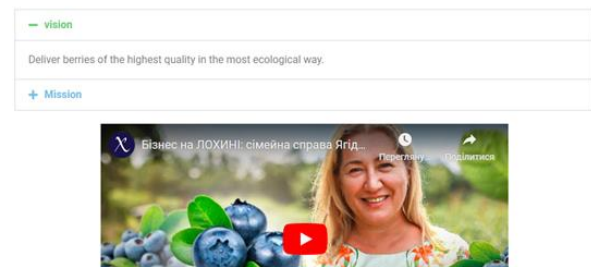 vision
Deliver berries of the highest quality in the most ecological way.
Mission
Бізнес на ЛОХИНІ: сімейна справа Ягід...
Перегляну...
Поділитися